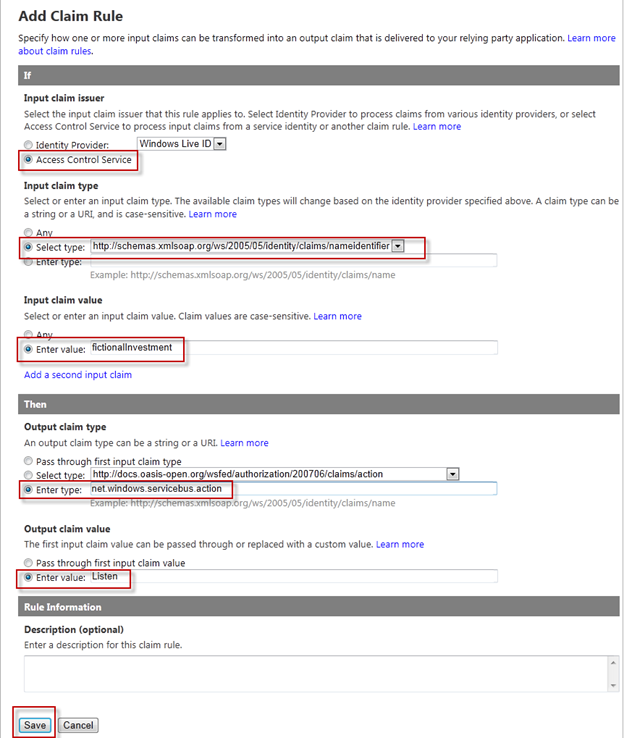 Add Claim Rule
Specify how one or more input claims can be transformed into an output claim that is delivered to your relying party application. Learn more
about claim rules.
If
Input claim issuer
Select the input claim issuer that this rule applies to. Select Identity Provider to process claims from various identity providers, or select
Access Control Service to process input claims from a service identity or another claim rule. Learn more
Identity Provider: Windows Live ID
Access Control Service
Input claim type
Select or enter an input claim type. The available claim types will change based on the identity provider specified above. A claim type can be
a string or a URI, and is case-sensitive. Learn more
Any
Select type: http://schemas.xmlsoap.org/ws/2005/05/identity/claims/nameidentifier
Enter type:
Example: http://schemas.xmlsoap.org/ws/2005/05/identity/claims/name
Input claim value
Select or enter an input claim value. Claim values are case-sensitive. Learn more
Any
Enter value: fictionalInvestment
Add a second input claim
Then
Output claim type
An output claim type can be a string or a URI. Learn more
Pass through first input claim type
Select type: http://docs.oasis-open.org/wsfed/authorization/200706/claims/action
Enter type: net.windows.servicebus.action
Example: http://schemas.xmlsoap.org/ws/2005/05/identity/claims/name
Output claim value
The first input claim value can be passed through or replaced with a custom value. Learn more
Pass through first input claim value
Enter value: Listen
Rule Information
Description (optional)
Enter a description for this claim rule.
Save Cancel